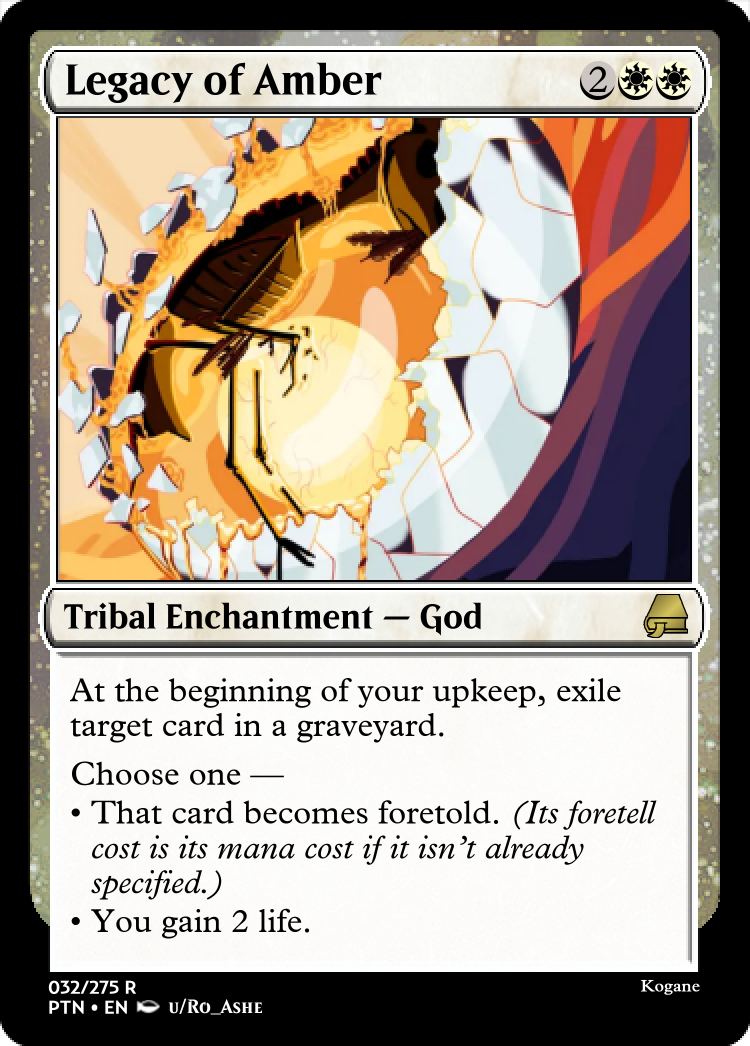 Legacy of Amber 2
Tribal Enchantment — God
At the beginning of your upkeep, exile
target card in a graveyard.
Choose one —
• That card becomes foretold. (Its foretell
cost is its mana cost if it isn't already
specified.)
• You gain 2 life.
032/275 R
Kogane
PTN • EN u/Ro_Ashe